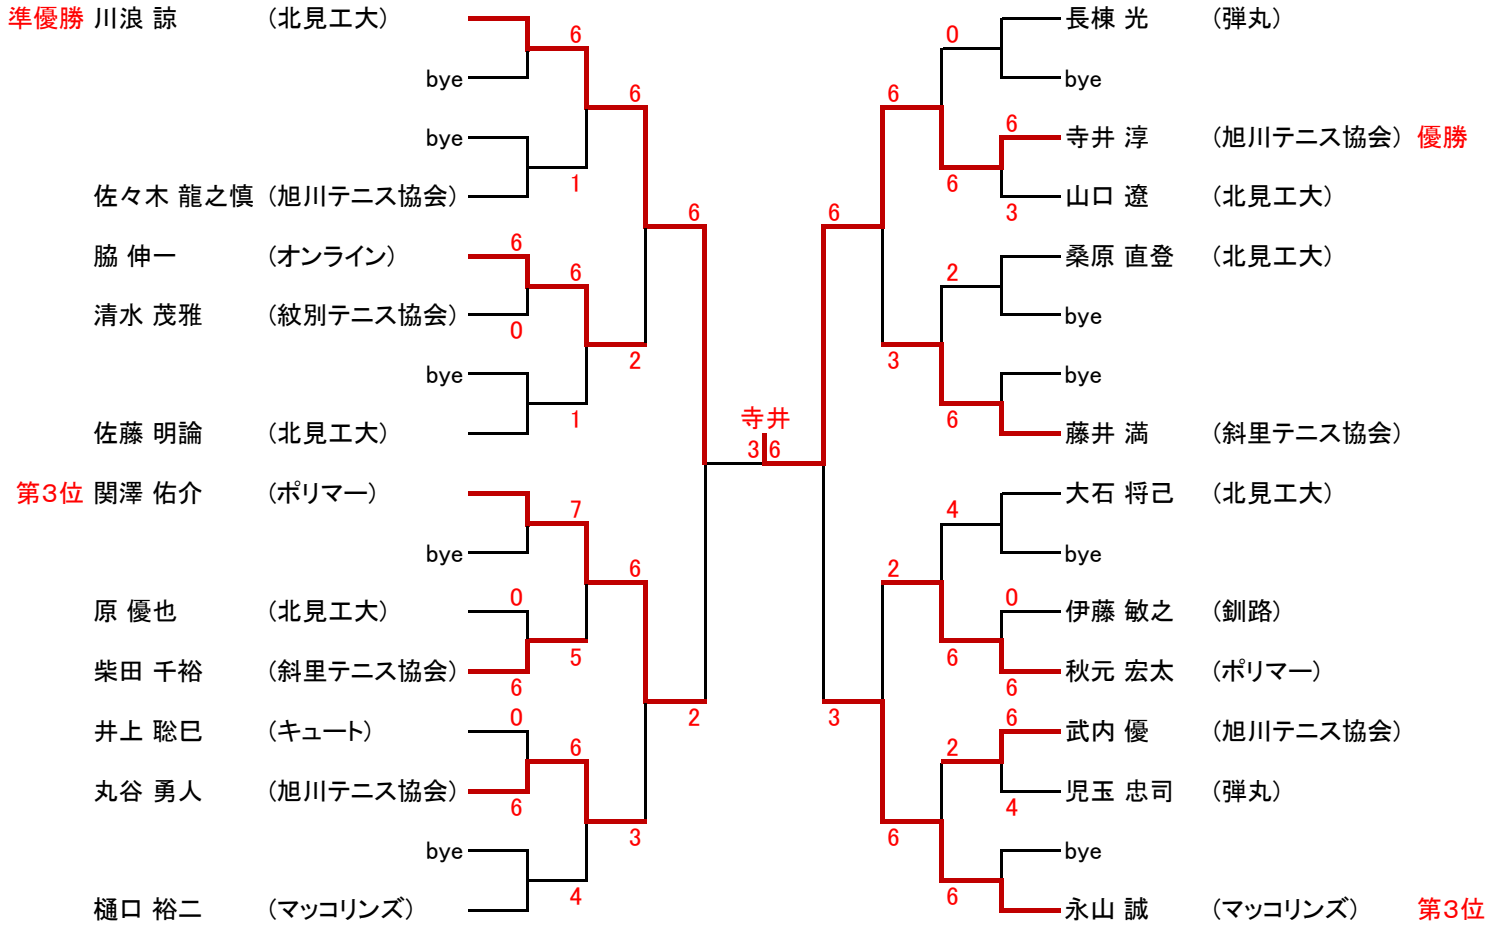 準優勝 川浪 諒 (北見工大)
6
bye
6
bye
1
佐々木 龍之慎 (旭川テニス協会)
6
脇 伸一 (オンライン)
6
6
清水 茂雅 (紋別テニス協会)
0
2
bye
1
佐藤 明論 (北見工大)
第3位 関澤 佑介 (ポリマー)
7
bye
6
原 優也 (北見工大)
0
5
柴田 千裕 (斜里テニス協会)
6
2
井上 聡巳 (キュート)
0
6
丸谷 勇人 (旭川テニス協会)
6
3
bye
4
樋口 裕二 (マッコリンズ)
寺井
3 6
長棟 光 (弾丸)
0
bye
6
寺井 淳 (旭川テニス協会) 優勝
6
6
山口 遼 (北見工大)
3
6
桑原 直登 (北見工大)
2
bye
3
bye
6
藤井 満 (斜里テニス協会)
大石 将己 (北見工大)
4
bye
2
伊藤 敏之 (釧路)
0
6
秋元 宏太 (ポリマー)
6
3
武内 優 (旭川テニス協会)
6
2
児玉 忠司 (弾丸)
4
6
bye
6
永山 誠 (マッコリンズ) 第3位